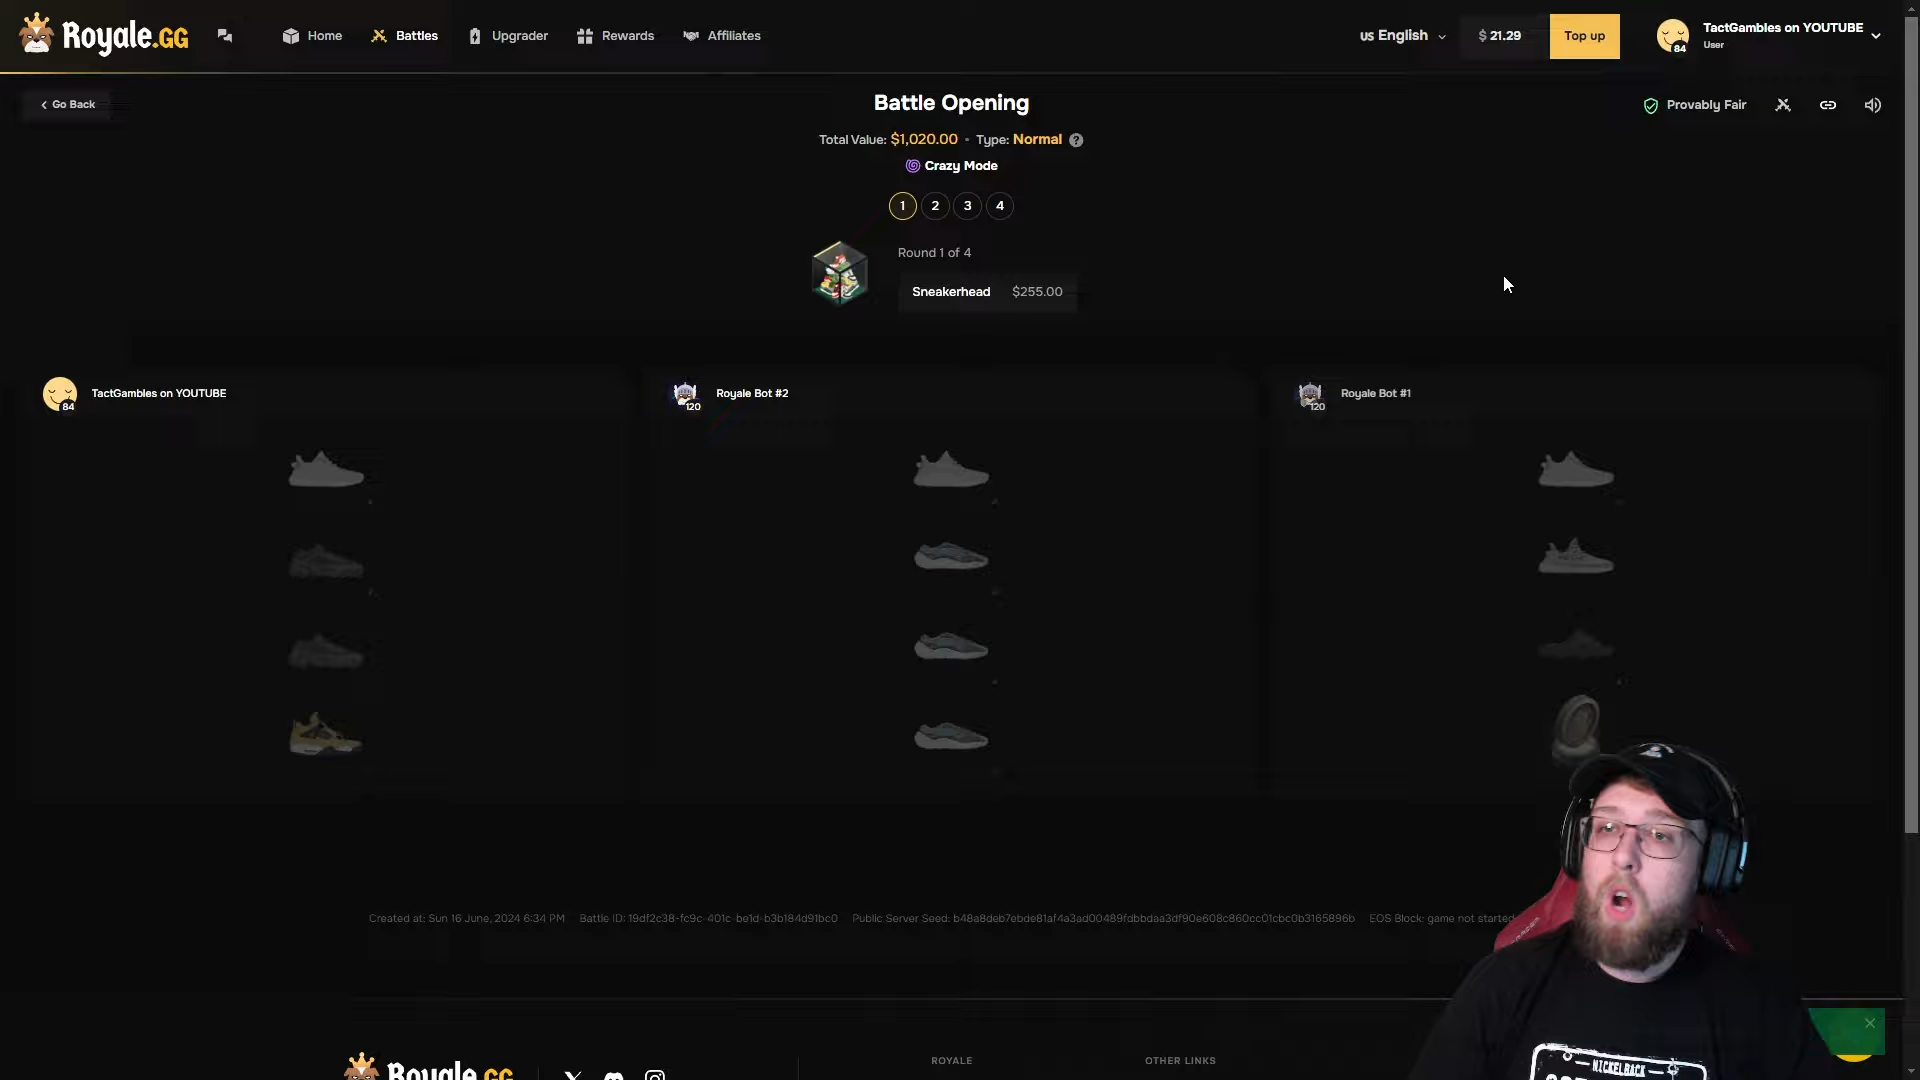 Royale.GG
Home
Battles
Upgrader
Rewards
Affiliates
us English
$ 21.29
Top up
84
TactGambles on YOUTUBE
User
Go Back
Battle Opening
Provably Fair
Total Value: $1,020.00 • Type: Normal ?
Crazy Mode
1 2 3 4
Round 1 of 4
Sneakerhead $255.00
84
TactGambles on YOUTUBE
120
Royale Bot #2
120
Royale Bot #1
Created at: Sun 16 June, 2024 6:34 PM Battle ID: 19df2c38-fc9c-401c-be1d-b3b184d91bc0 Public Server Seed: b48a8deb7ebde81af4a3ad00489fdbbdaa3df90e608c860cc01cbc0b3165896b EOS Block: game not started
Royale.GG
ROYALE
OTHER LINKS
NICKELBACK